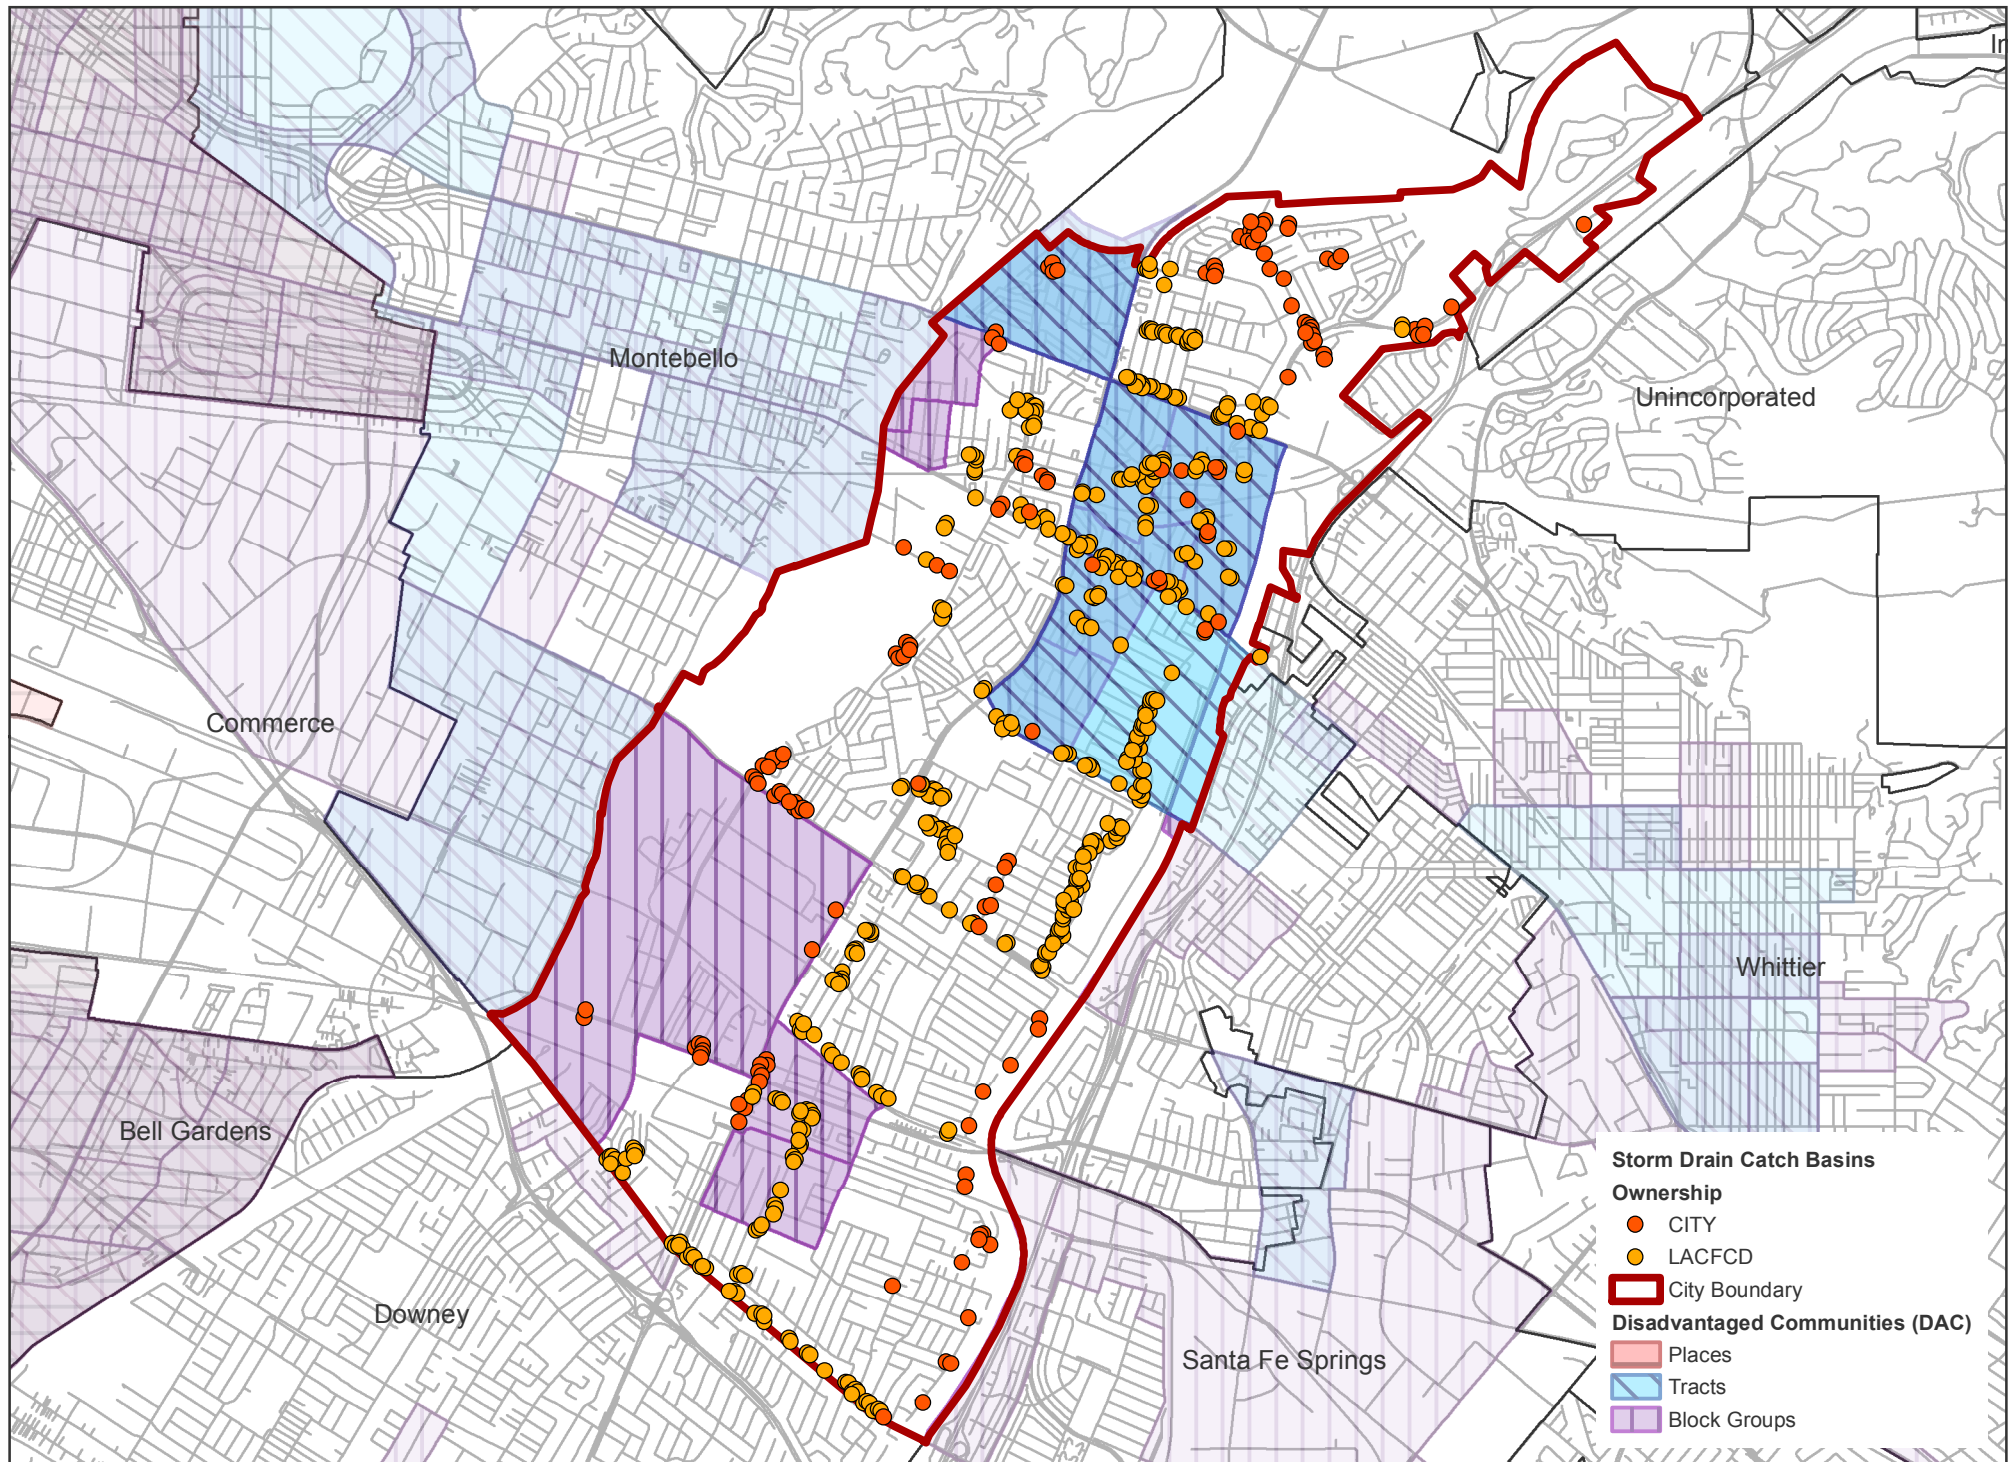 In
Montebello
Unincorporated
Commerce
Whittier
Bell Gardens
Downey
Santa Fe Springs
Storm Drain Catch Basins
Ownership
CITY
LACFCD
City Boundary
Disadvantaged Communities (DAC)
Places
Tracts
Block Groups